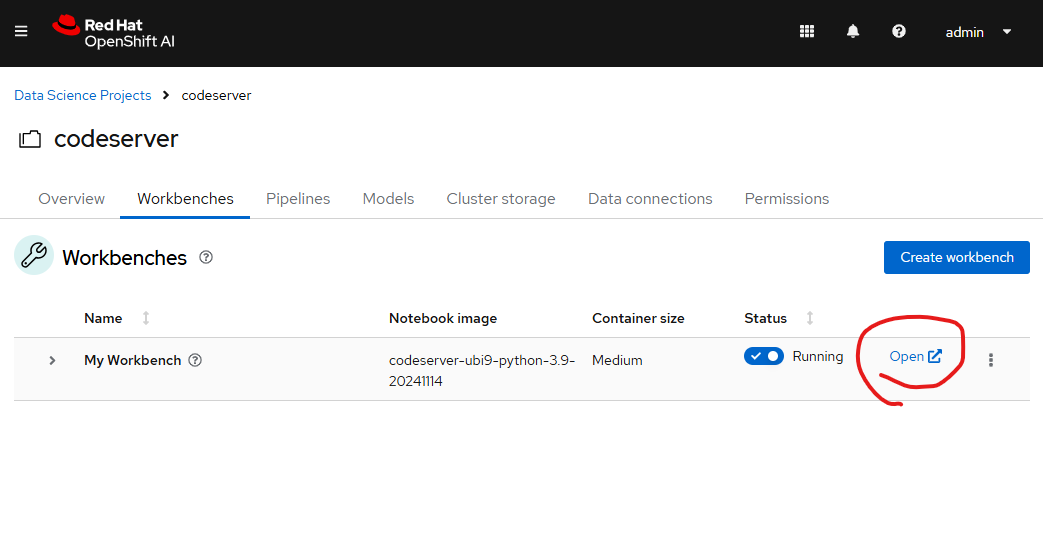 Red Hat
OpenShift AI
admin
Data Science Projects
codeserver
codeserver
Overview
Workbenches
Pipelines
Models
Cluster storage
Data connections
Permissions
Workbenches
Create workbench
Name
Notebook image
Container size
Status
My Workbench
codeserver-ubi9-python-3.9-
20241114
Medium
Running
Open